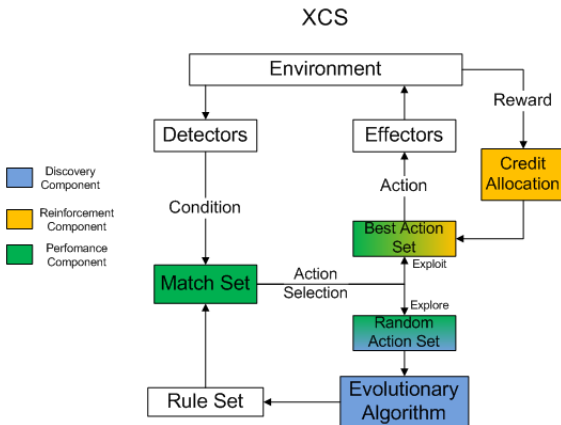 XCS
Environment
Reward
Detectors
Effectors
Credit
Allocation
Discovery
Component
Reinforcement
Component
Perfomance
Component
Condition
Action
Best Action
Set
Exploit
Match Set
Action
Selection
Explore
Random
Action Set
Rule Set
Evolutionary
Algorithm